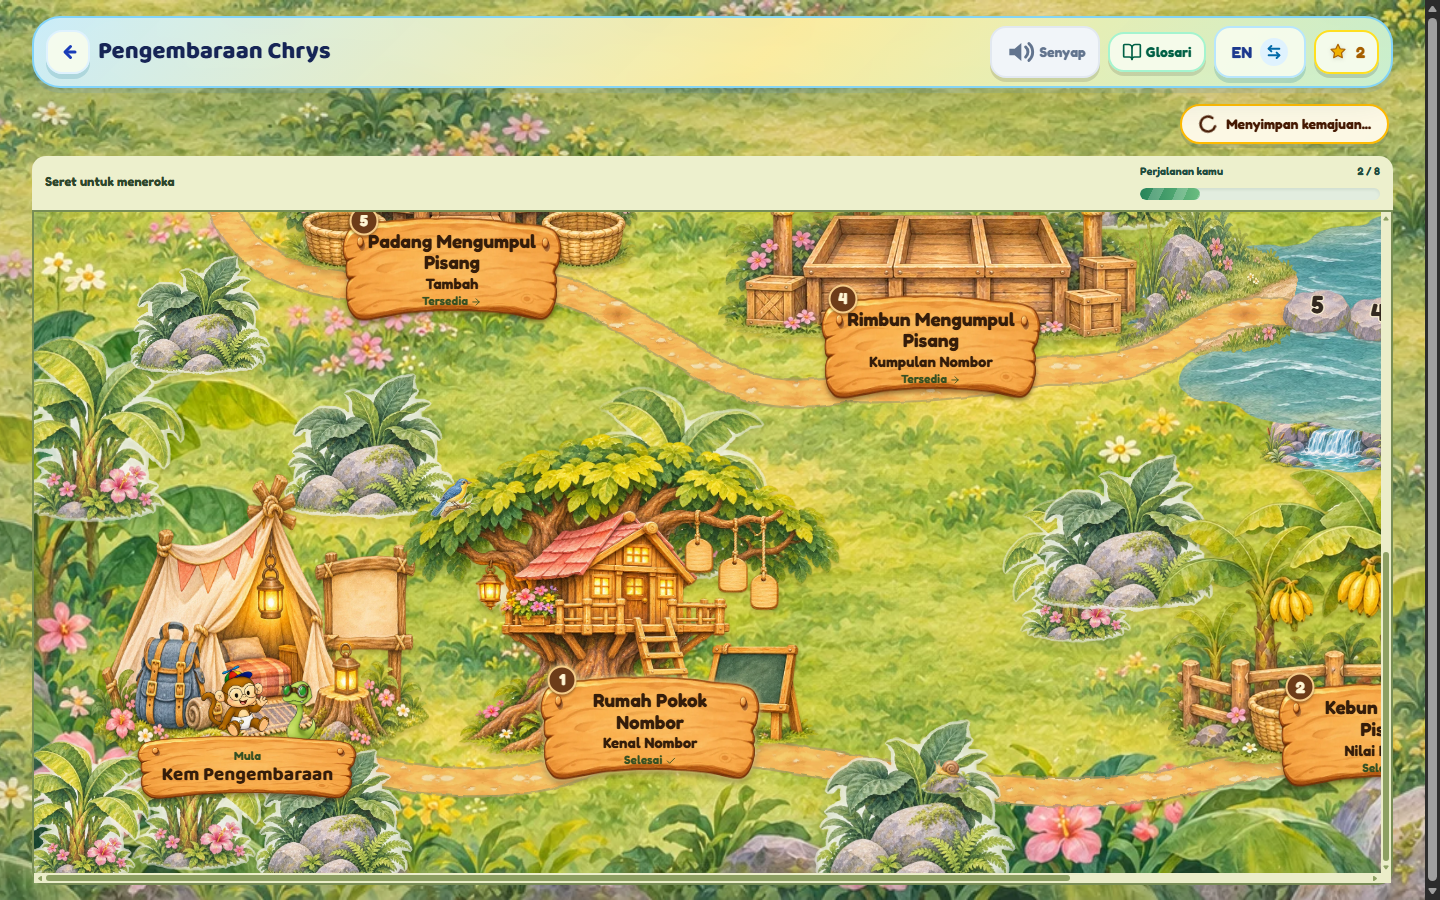 Pengembaraan Chrys
Senyap
Glosari
EN
2
Menyimpan kemajuan...
Seret untuk meneroka
Perjalanan kamu
2 / 8
5
Padang Mengumpul
Pisang
Tambah
Tersedia →
4
Rimbun Mengumpul
Pisang
Kumpulan Nombor
Tersedia →
5
4
1
Rumah Pokok
Nombor
Kenal Nombor
Selesai ✓
2
Kebun
Nilai
Mula
Kem Pengembaraan